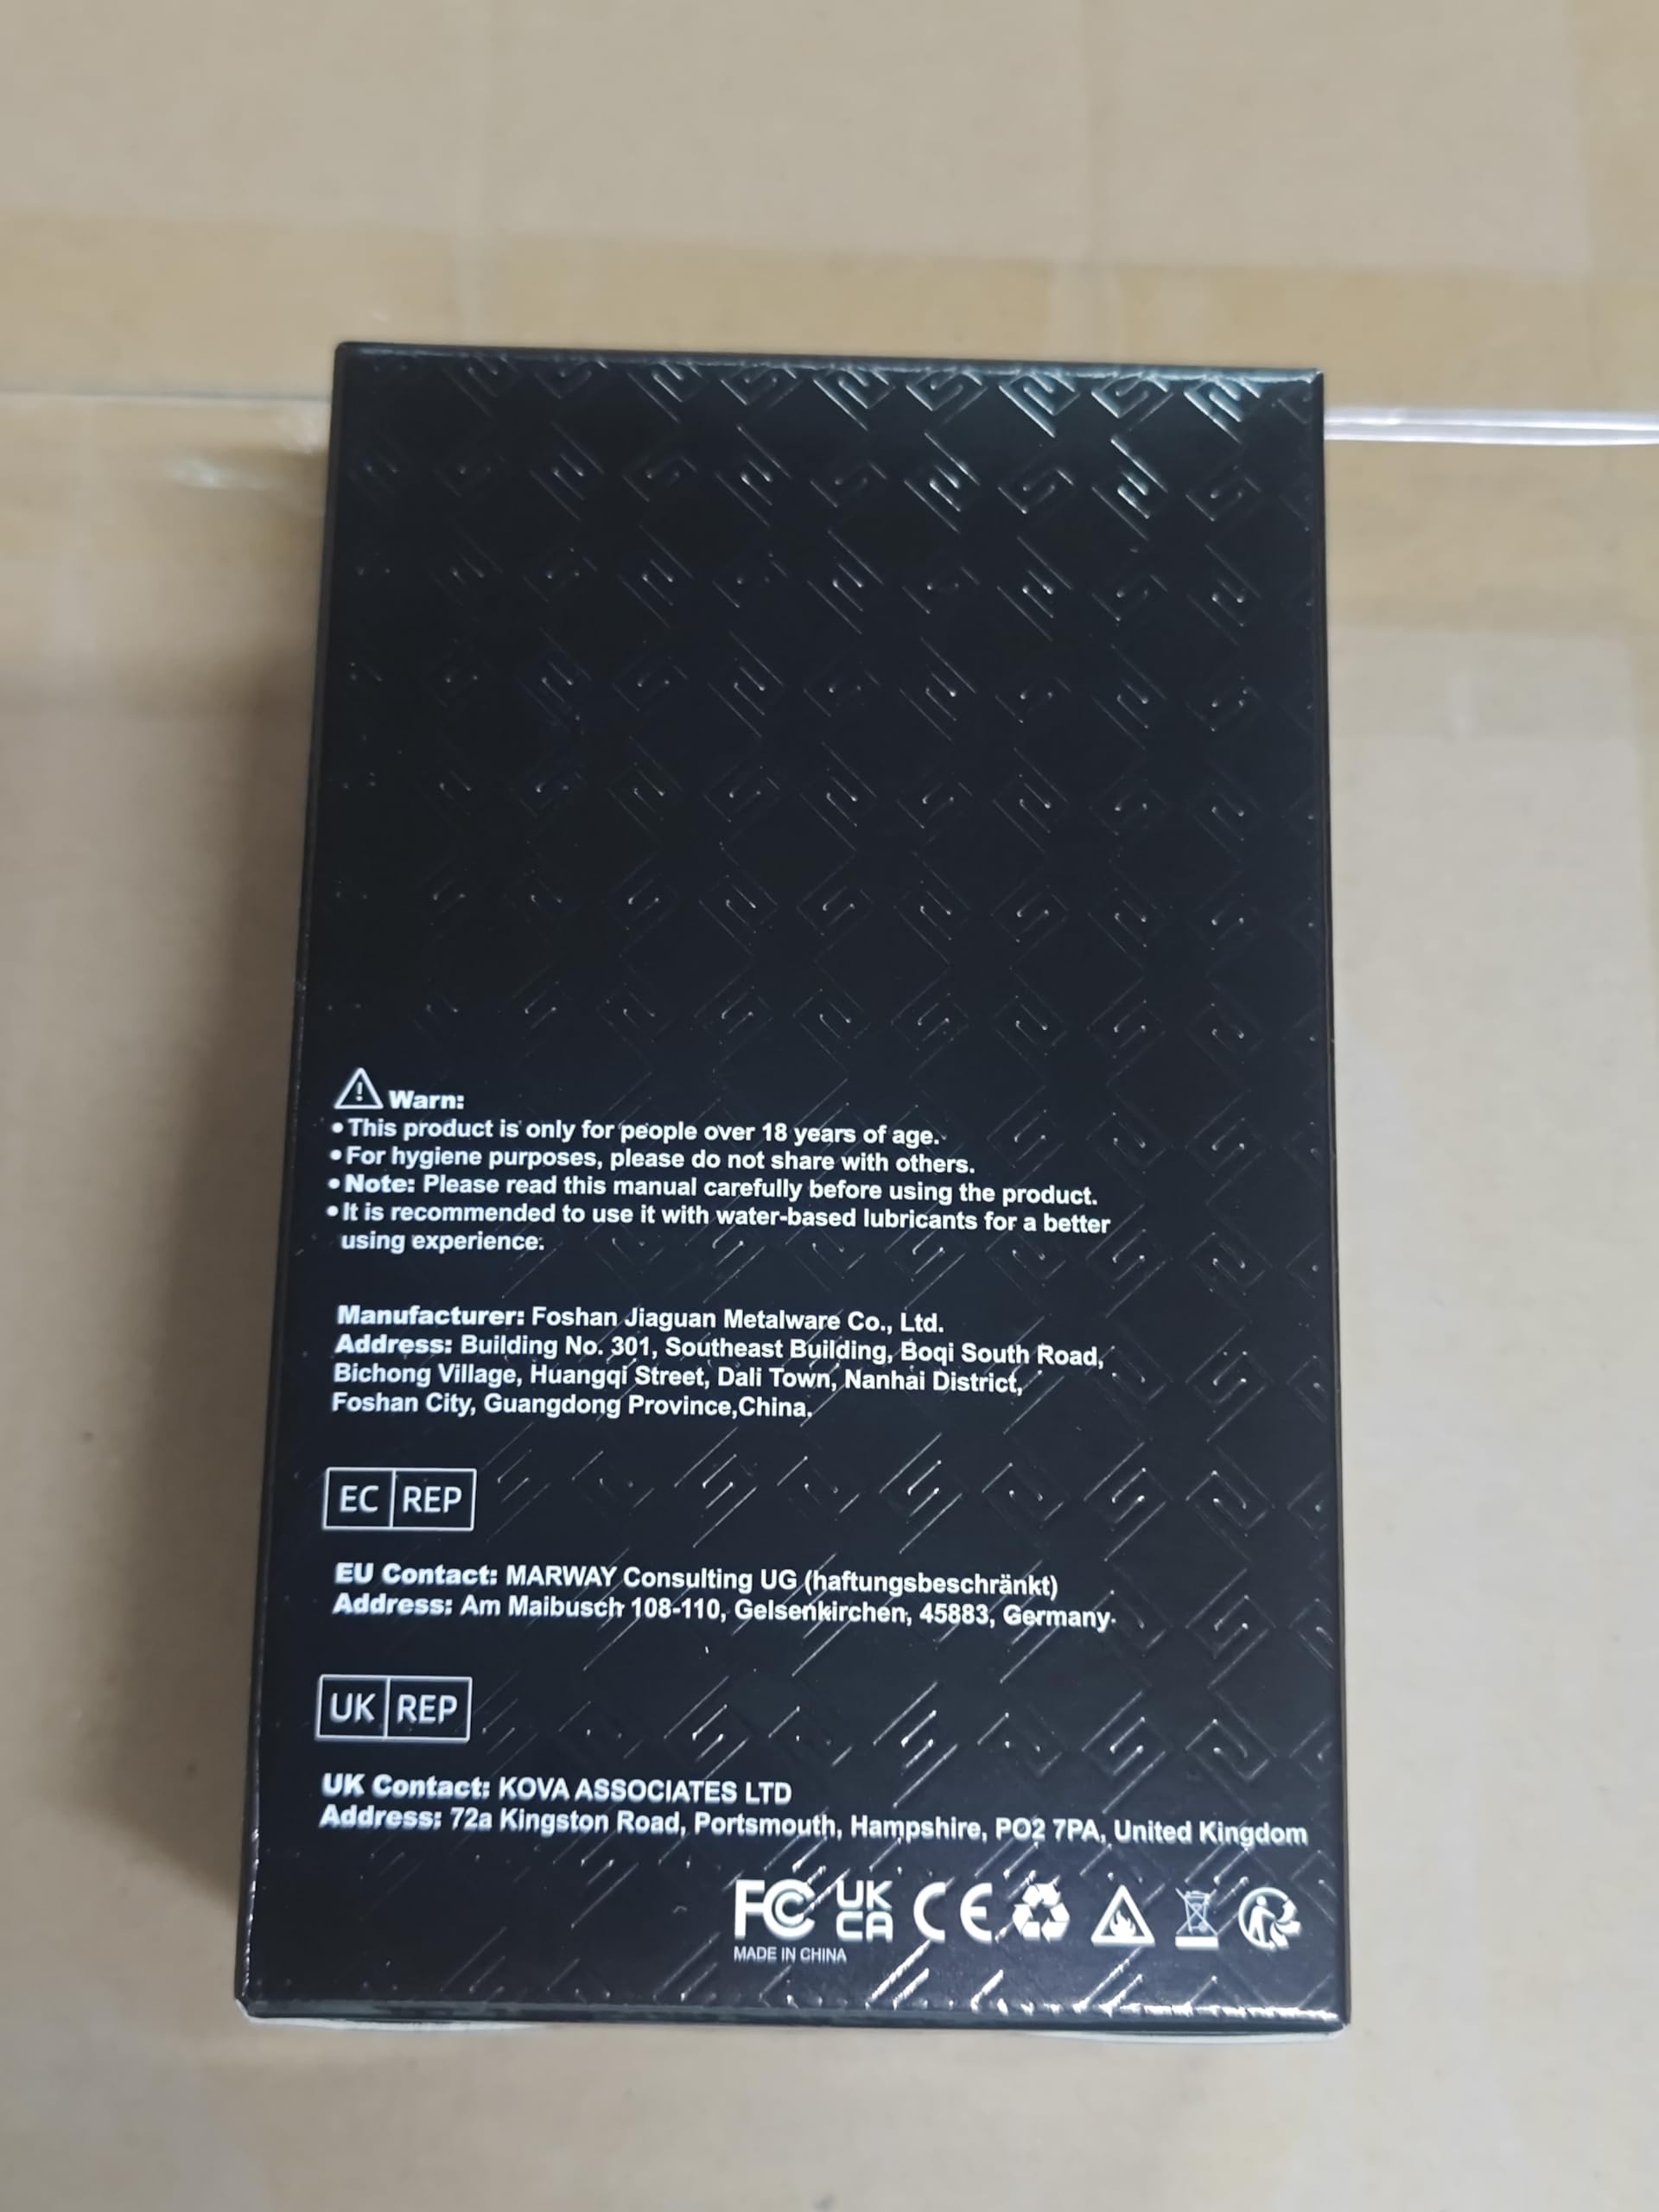 Warn:
• This product is only for people over 18 years of age.
• For hygiene purposes, please do not share with others.
• Note: Please read this manual carefully before using the product.
• It is recommended to use it with water-based lubricants for a better
using experience.
Manufacturer: Foshan Jiaguan Metalware Co., Ltd.
Address: Building No. 301, Southeast Building, Boqi South Road,
Bichong Village, Huangqi Street, Dali Town, Nanhai District,
Foshan City, Guangdong Province,China.
EC REP
EU Contact: MARWAY Consulting UG (haftungsbeschränkt)
Address: Am Maibusch 108-110, Gelsenkirchen, 45883, Germany
UK REP
UK Contact: KOVA ASSOCIATES LTD
Address: 72a Kingston Road, Portsmouth, Hampshire, PO2 7PA, United Kingdom
FC UK CA CE
MADE IN CHINA